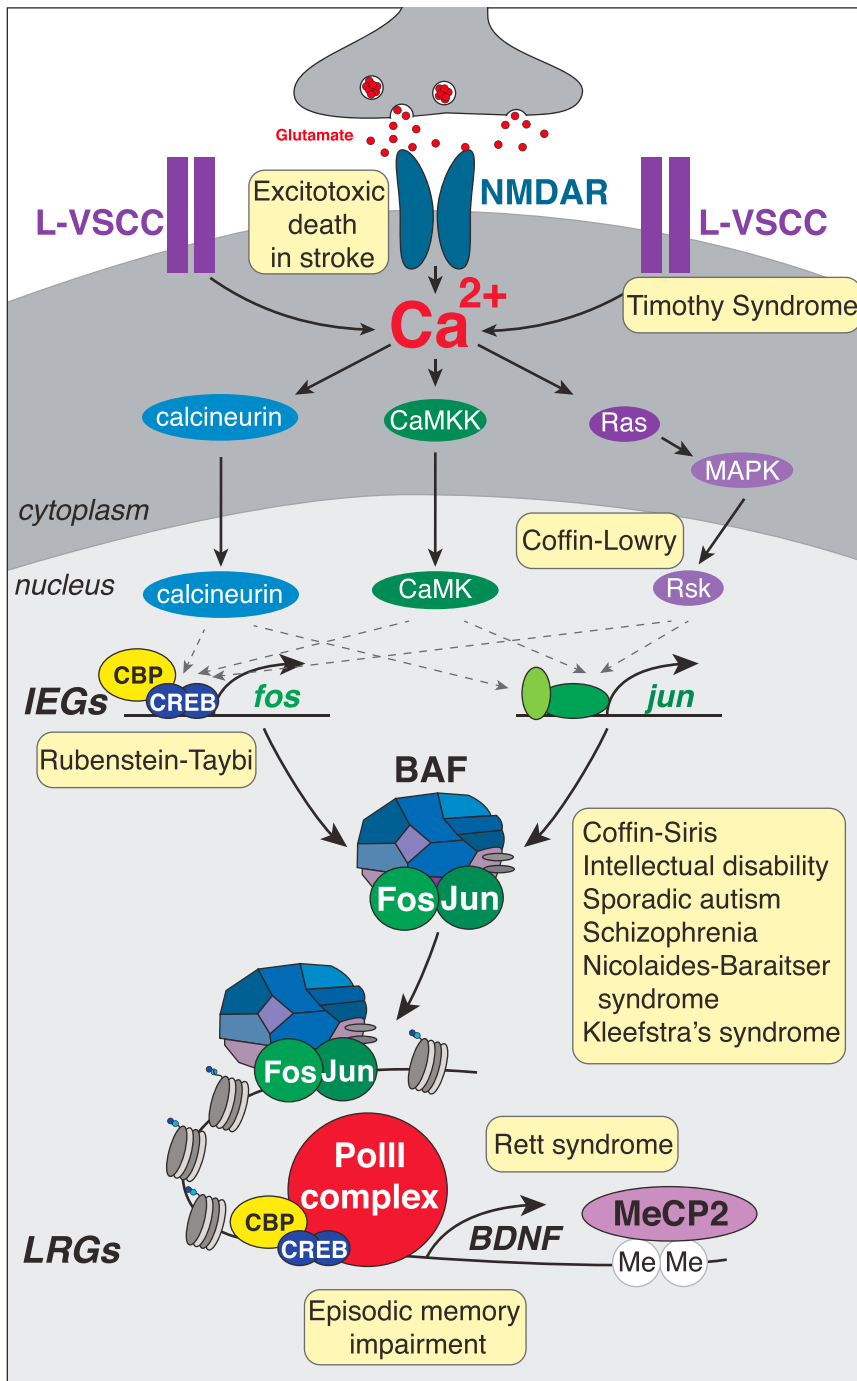 Glutamate
L-VSCC
Excitotoxic
death
in stroke
NMDAR
L-VSCC
Timothy Syndrome
Ca2+
calcineurin
CaMKK
Ras
MAPK
cytoplasm
Coffin-Lowry
nucleus
calcineurin
CaMK
Rsk
CBP
IEGs
CREB
fos
jun
Rubenstein-Taybi
BAF
Fos Jun
Coffin-Siris
Intellectual disability
Sporadic autism
Schizophrenia
Nicolaides-Baraitser
syndrome
Kleefstra's syndrome
Fos Jun
PolII
complex
Rett syndrome
CBP
CREB
BDNF
MeCP2
Me Me
LRGs
Episodic memory
impairment